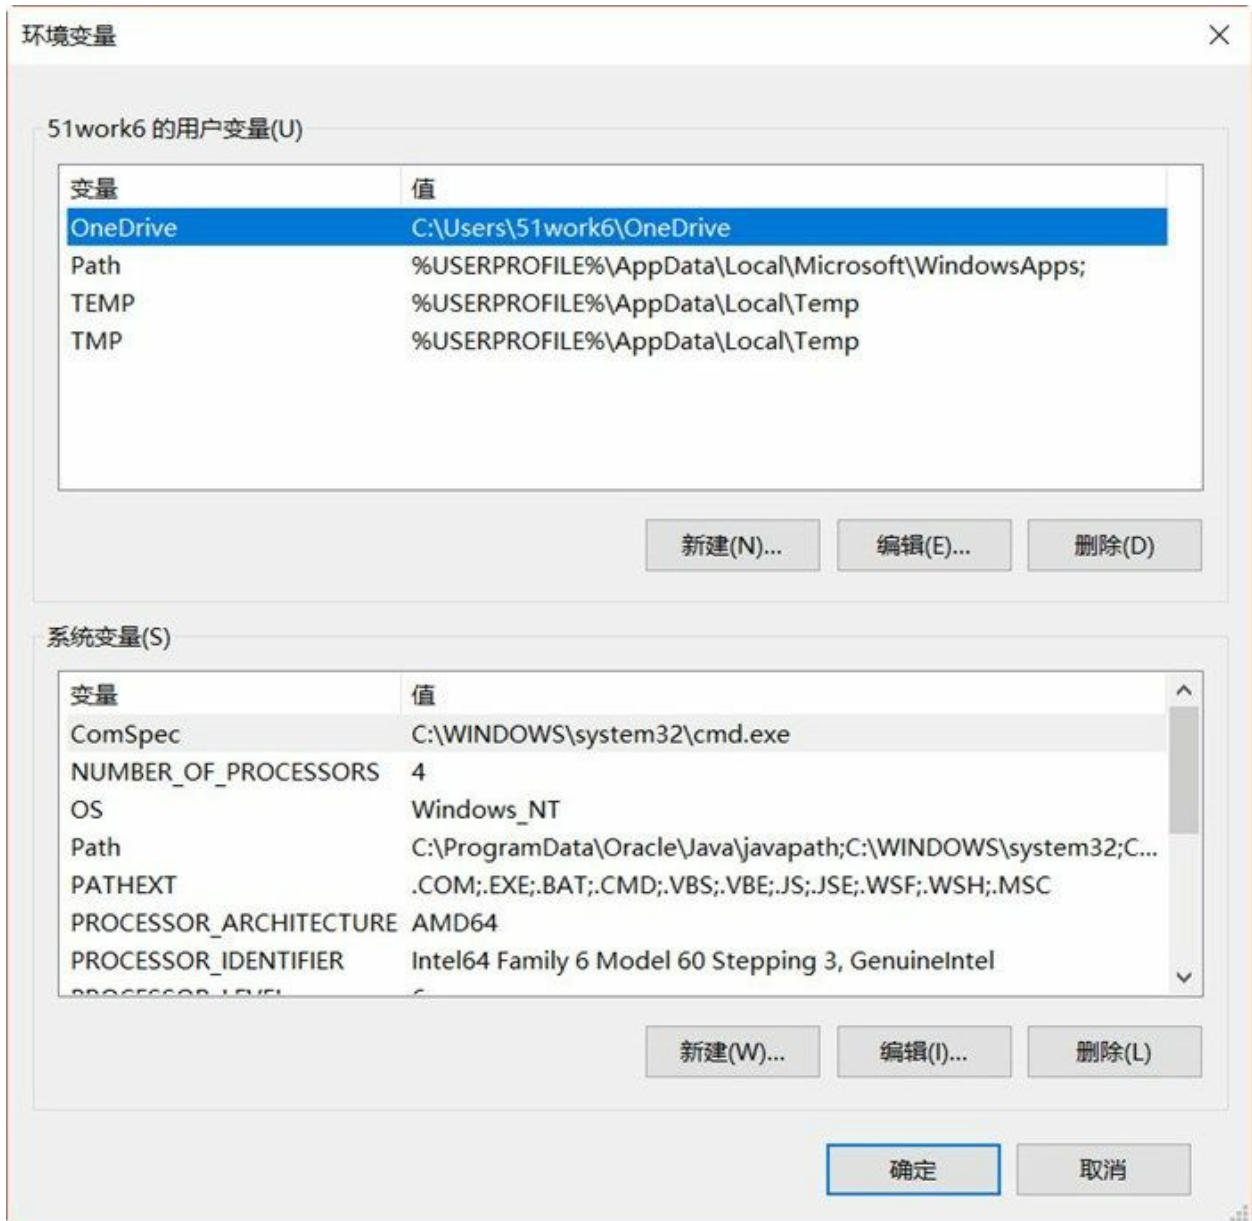 环境变量
51work6 的用户变量(U)
变量 值
OneDrive C:\Users\51work6\OneDrive
Path %USERPROFILE%\AppData\Local\Microsoft\WindowsApps;
TEMP %USERPROFILE%\AppData\Local\Temp
TMP %USERPROFILE%\AppData\Local\Temp
新建(N)... 编辑(E)... 删除(D)
系统变量(S)
变量 值
ComSpec C:\WINDOWS\system32\cmd.exe
NUMBER_OF_PROCESSORS 4
OS Windows_NT
Path C:\ProgramData\Oracle\Java\javapath;C:\WINDOWS\system32;C...
PATHEXT .COM;.EXE;.BAT;.CMD;.VBS;.VBE;.JS;.JSE;.WSF;.WSH;.MSC
PROCESSOR_ARCHITECTURE AMD64
PROCESSOR_IDENTIFIER Intel64 Family 6 Model 60 Stepping 3, GenuineIntel
新建(W)... 编辑(I)... 删除(L)
确定 取消